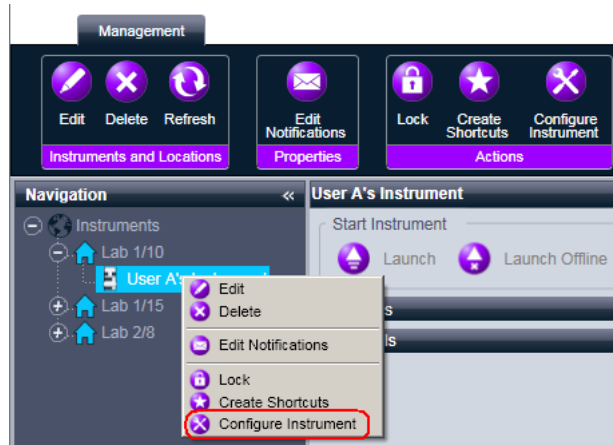 Management
Edit Delete Refresh
Edit
Notifications
Lock
Create
Shortcuts
Configure
Instrument
Instruments and Locations
Properties
Actions
Navigation «
User A's Instrument
Instruments
Start Instrument
Lab 1/10
Launch Launch Offline
User A's
Lab 1/15
Lab 2/8
Edit
Delete
Edit Notifications
Lock
Create Shortcuts
Configure Instrument